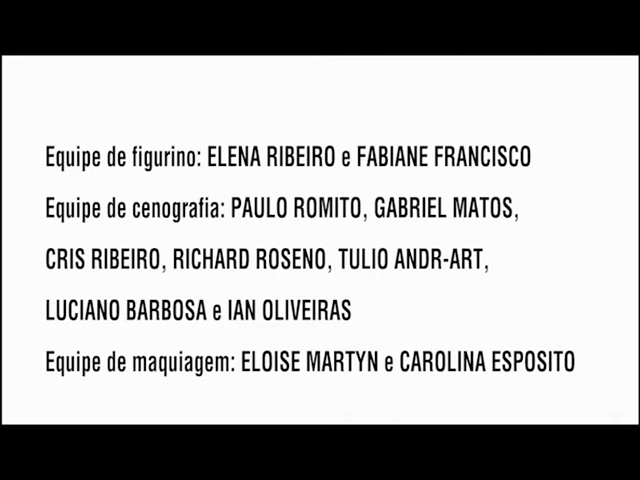 Equipe de figurino: ELENA RIBEIRO e FABIANE FRANCISCO
Equipe de cenografia: PAULO ROMITO, GABRIEL MATOS,
CRIS RIBEIRO, RICHARD ROSENO, TULIO ANDR-ART,
LUCIANO BARBOSA e IAN OLIVEIRAS
Equipe de maquiagem: ELOISE MARTYN e CAROLINA ESPOSITO